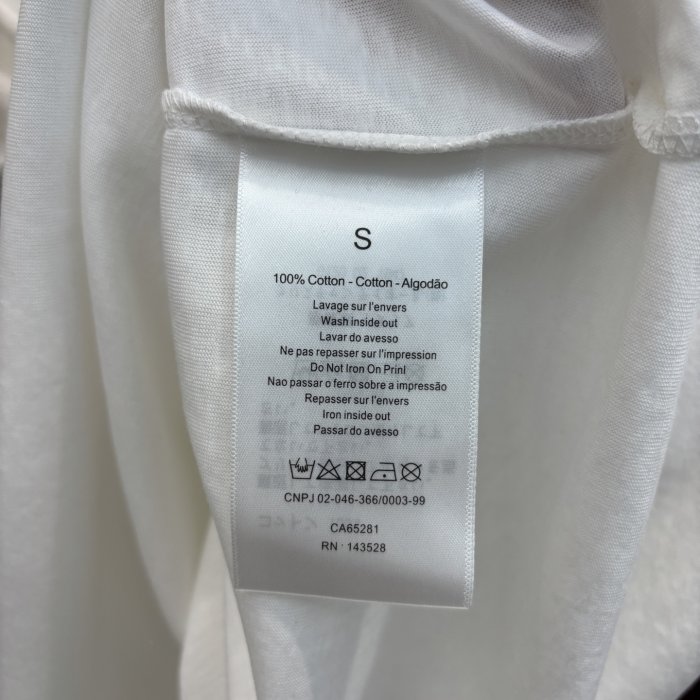 S
100% Cotton - Cotton - Algodão
Lavage sur l'envers
Wash inside out
Lavar do avesso
Ne pas repasser sur l'impression
Do Not Iron On Prinl
Nao passar o ferro sobre a impressão
Repasser sur l'envers
Iron inside out
Passar do avesso
CNPJ 02-046-366/0003-99
CA65281
RN · 143528